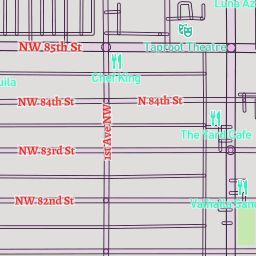 Luna Az
NW 85th St
Taproot Theatre
Chef King
uila
NW 84th St
N 84th St
The Yard Cafe
1st Ave NW
NW 83rd St
NW 82nd St
Valhalla San